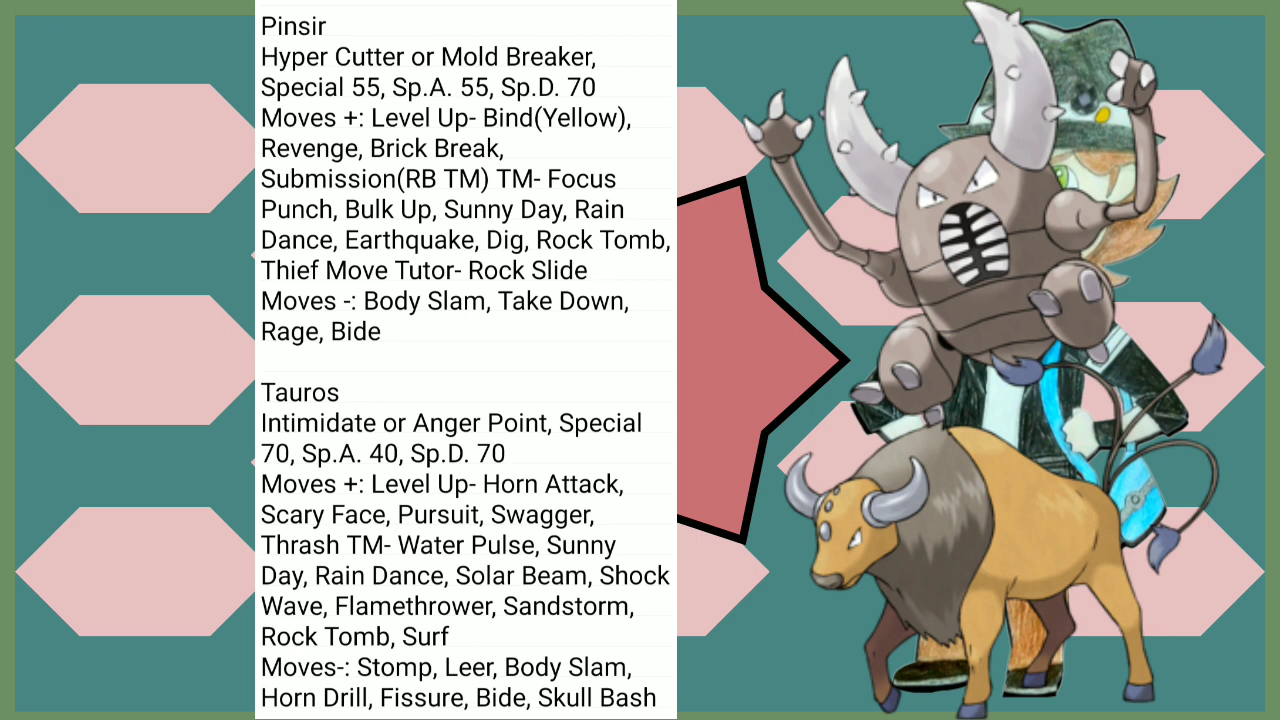 Pinsir
Hyper Cutter or Mold Breaker,
Special 55, Sp.A. 55, Sp.D. 70
Moves +: Level Up- Bind(Yellow),
Revenge, Brick Break,
Submission(RB TM) TM- Focus
Punch, Bulk Up, Sunny Day, Rain
Dance, Earthquake, Dig, Rock Tomb,
Thief Move Tutor- Rock Slide
Moves -: Body Slam, Take Down,
Rage, Bide
Tauros
Intimidate or Anger Point, Special
70, Sp.A. 40, Sp.D. 70
Moves +: Level Up- Horn Attack,
Scary Face, Pursuit, Swagger,
Thrash TM- Water Pulse, Sunny
Day, Rain Dance, Solar Beam, Shock
Wave, Flamethrower, Sandstorm,
Rock Tomb, Surf
Moves-: Stomp, Leer, Body Slam,
Horn Drill, Fissure, Bide, Skull Bash